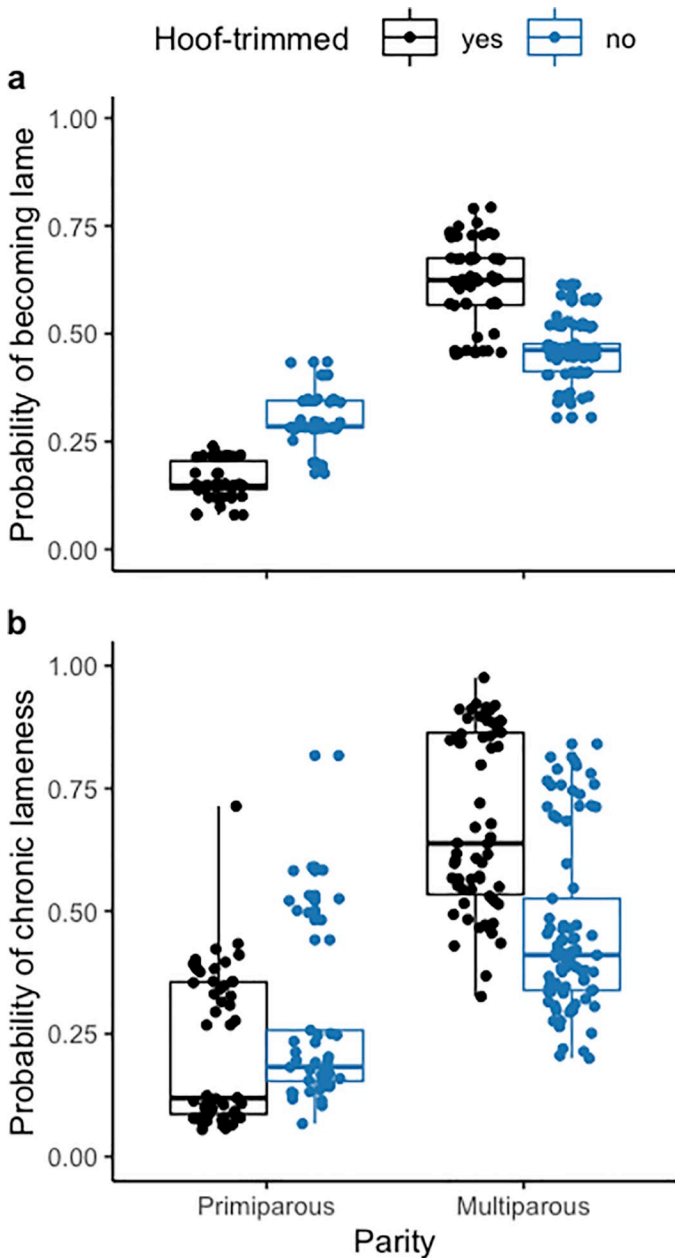 Hoof-trimmed yes no
a
Probability of becoming lame
1.00
0.75
0.50
0.25
0.00
b
Probability of chronic lameness
1.00
0.75
0.50
0.25
0.00
Primiparous Multiparous
Parity